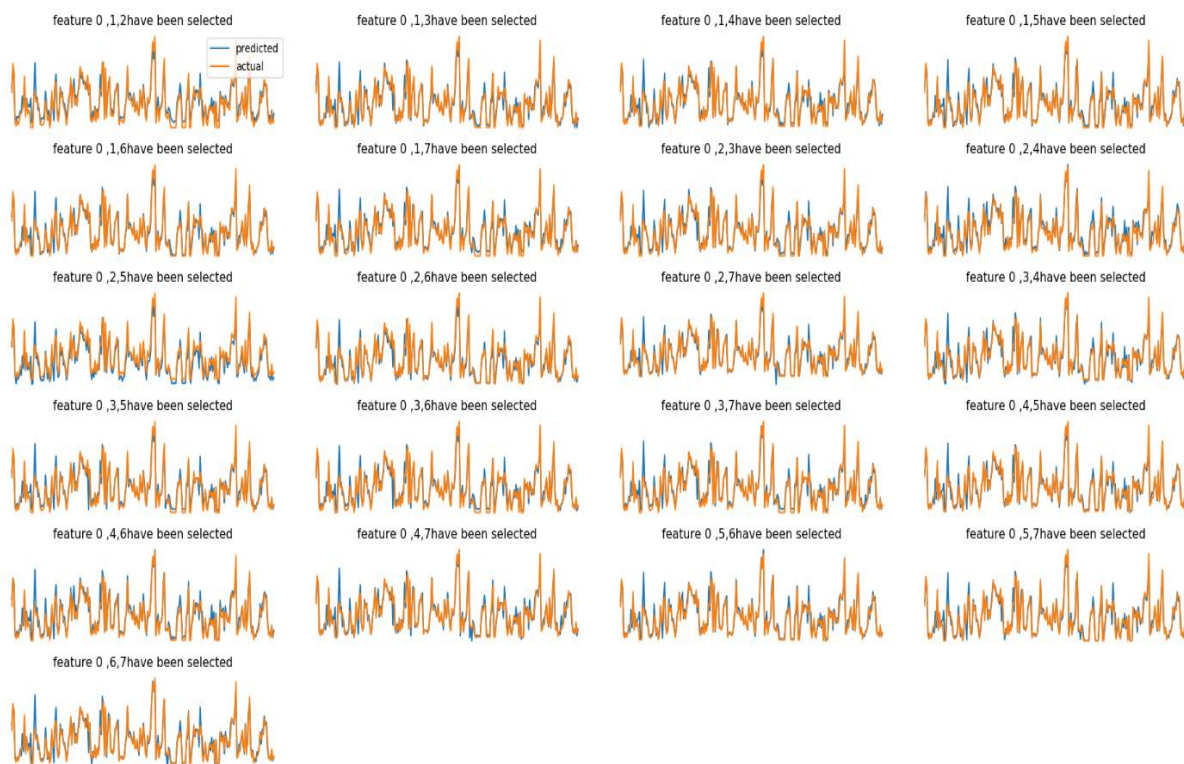 feature 0 ,1,2have been selected
predicted
actual
feature 0 ,1,3have been selected
feature 0 ,1,4have been selected
feature 0 ,1,5have been selected
feature 0 ,1,6have been selected
feature 0 ,1,7have been selected
feature 0 ,2,3have been selected
feature 0 ,2,4have been selected
feature 0 ,2,5have been selected
feature 0 ,2,6have been selected
feature 0 ,2,7have been selected
feature 0 ,3,4have been selected
feature 0 ,3,5have been selected
feature 0 ,3,6have been selected
feature 0 ,3,7have been selected
feature 0 ,4,5have been selected
feature 0 ,4,6have been selected
feature 0 ,4,7have been selected
feature 0 ,5,6have been selected
feature 0 ,5,7have been selected
feature 0 ,6,7have been selected